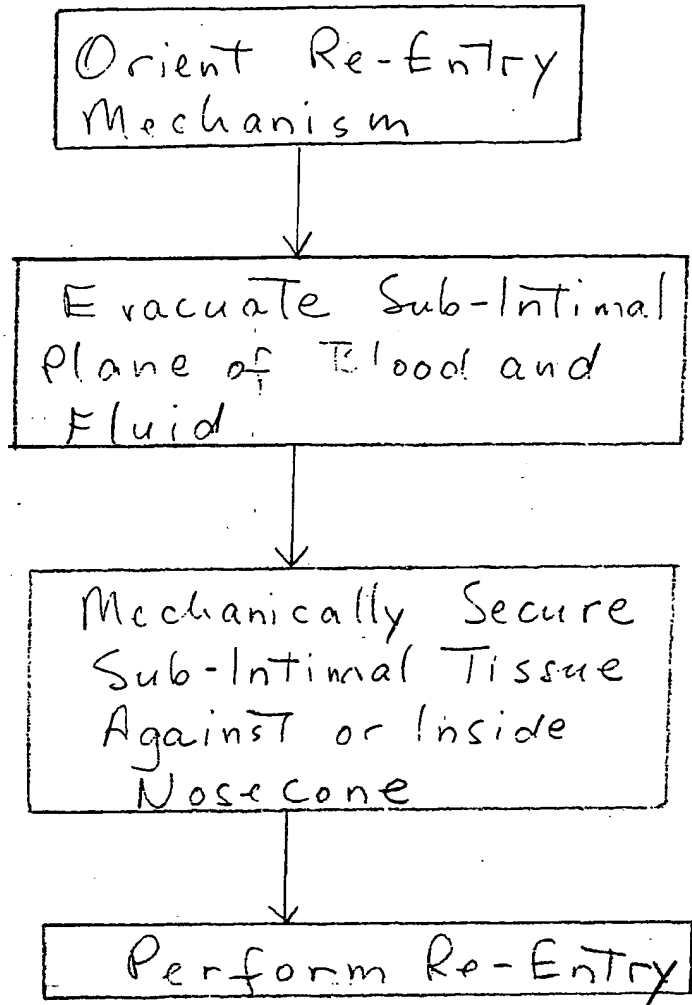 Orient Re-Entry
Mechanism
Evacuate Sub-Intimal
Plane of Blood and
Fluid.
Mechanically Secure
Sub-Intimal Tissue
Against or Inside
Nosecone
Perform Re-Entry